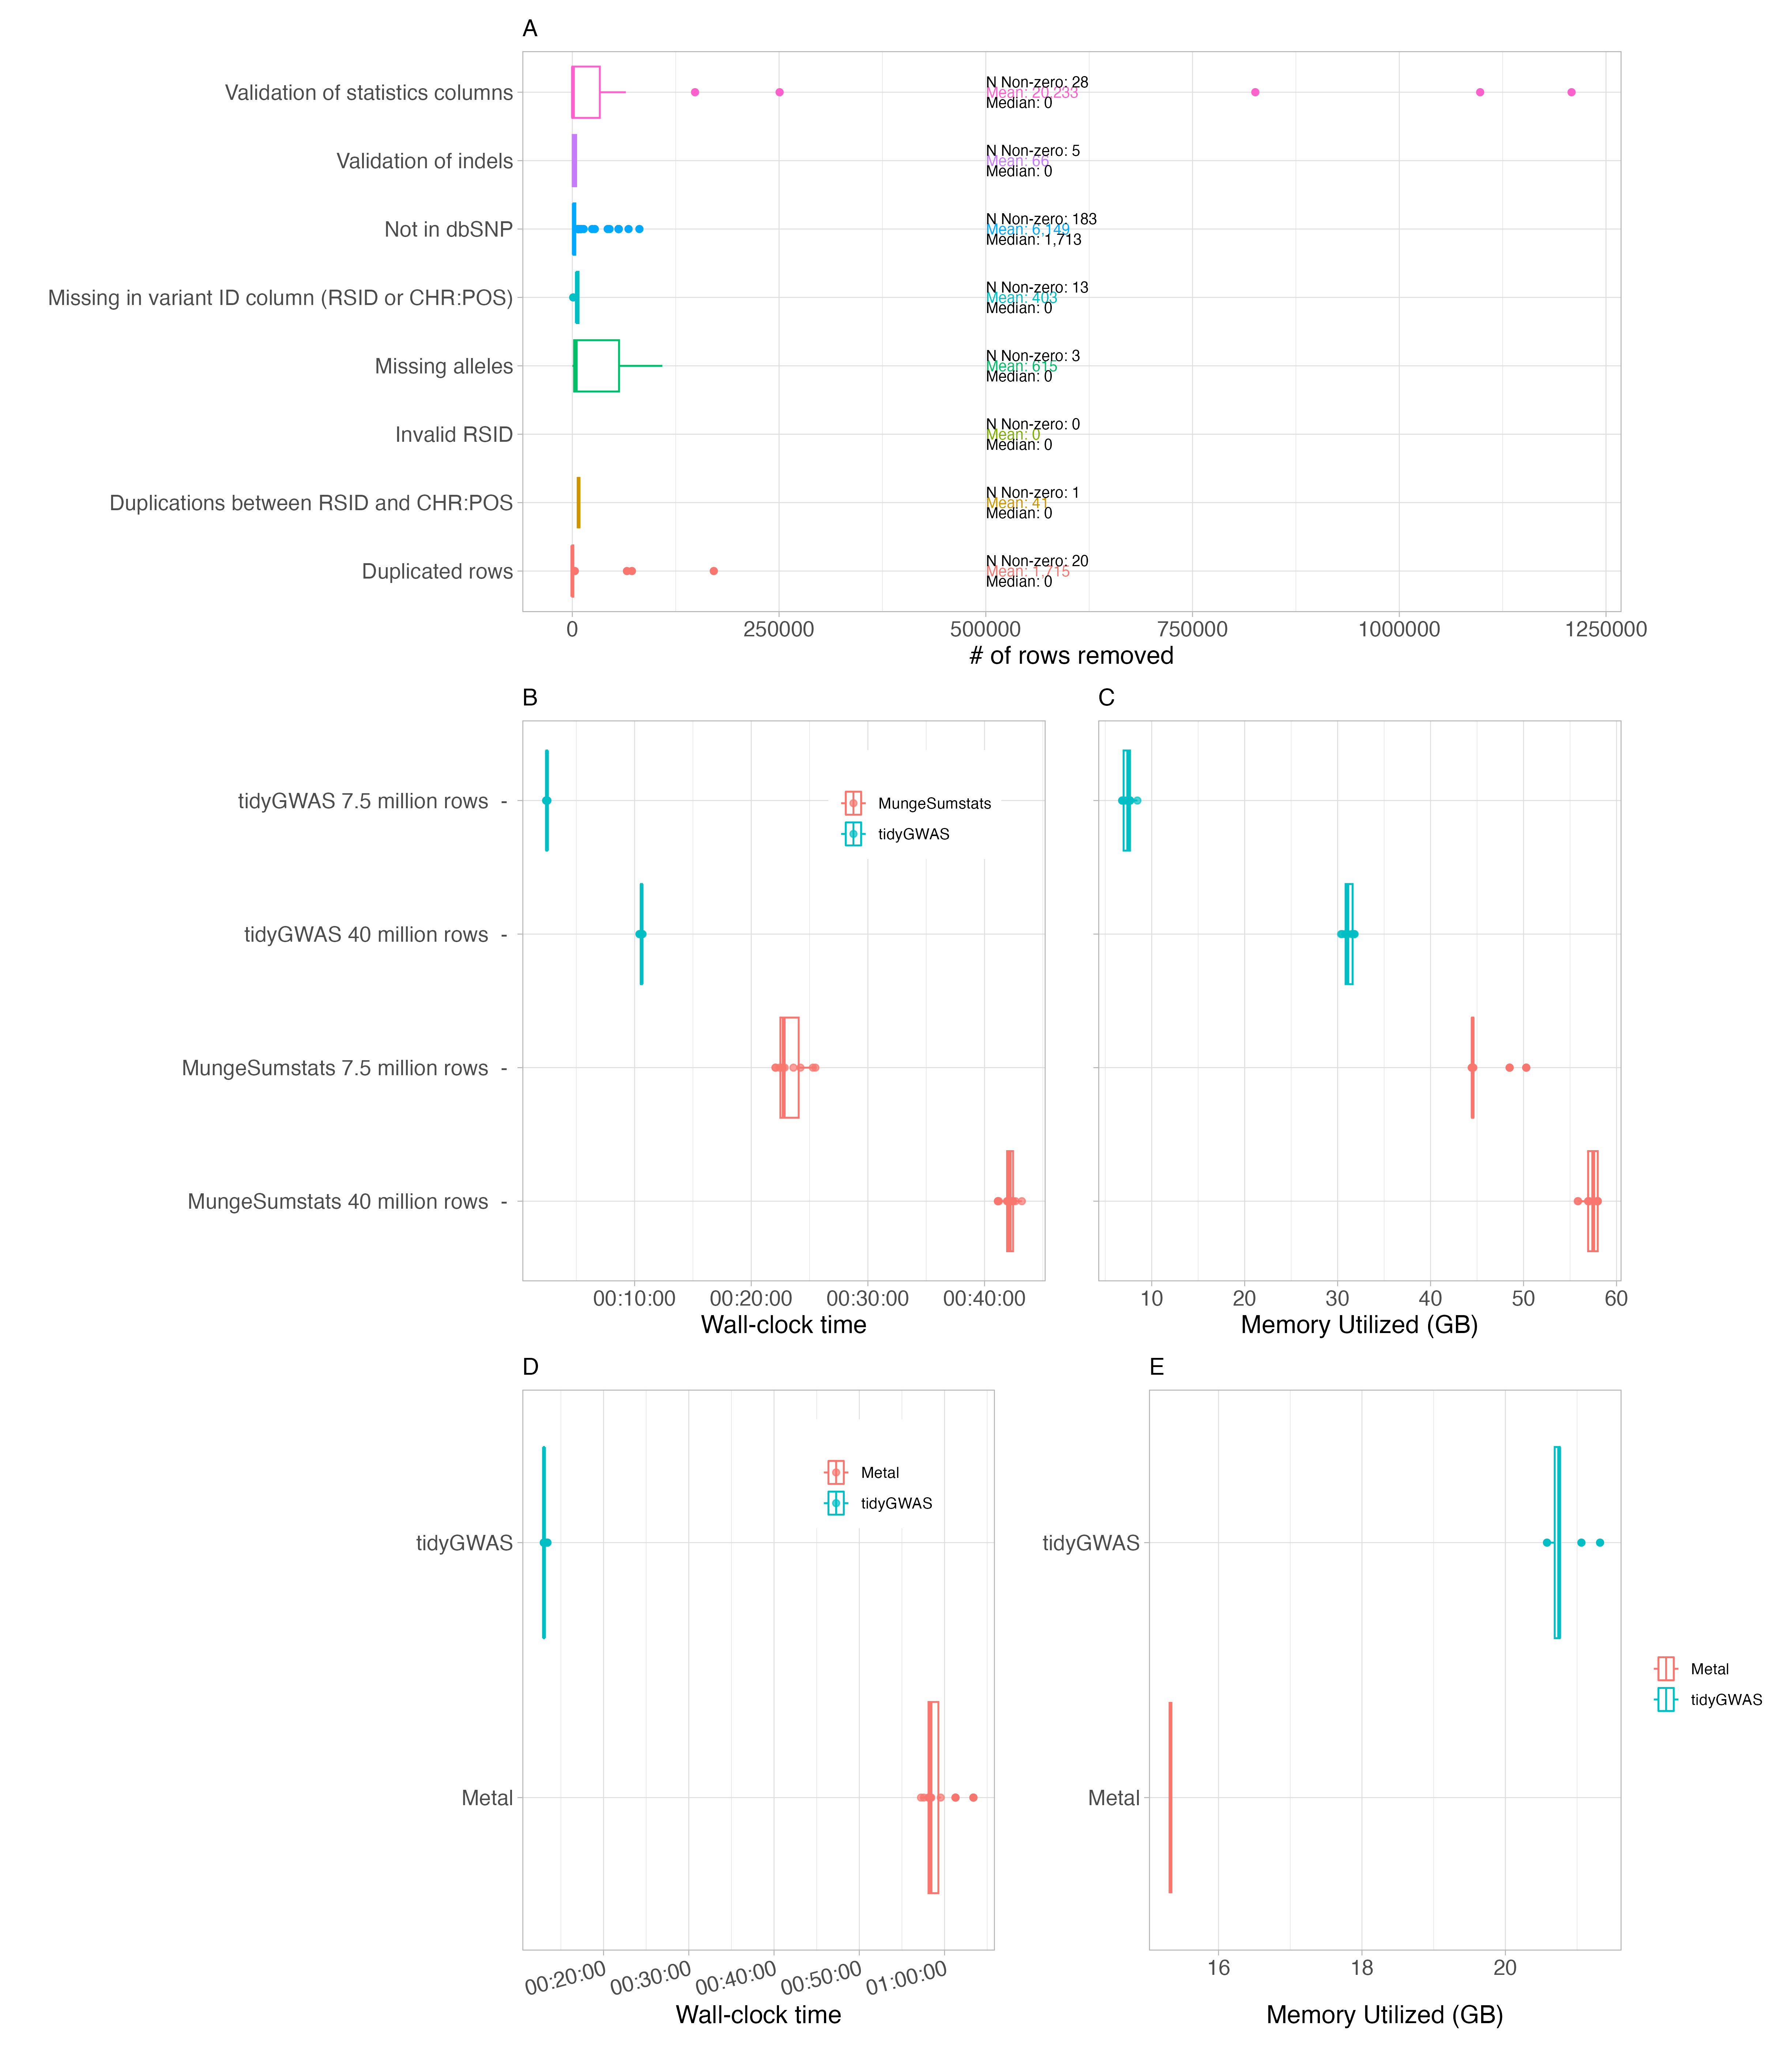 A
Validation of statistics columns
N Non-zero: 28
Mean: 20,233
Median: 0
Validation of indels
N Non-zero: 5
Mean: 66
Median: 0
Not in dbSNP
N Non-zero: 183
Mean: 6,149
Median: 1,713
Missing in variant ID column (RSID or CHR:POS)
N Non-zero: 13
Mean: 403
Median: 0
Missing alleles
N Non-zero: 3
Mean: 615
Median: 0
Invalid RSID
N Non-zero: 0
Mean: 0
Median: 0
Duplications between RSID and CHR:POS
N Non-zero: 1
Mean: 41
Median: 0
Duplicated rows
N Non-zero: 20
Mean: 1,715
Median: 0
0 250000 500000 750000 1000000 1250000
# of rows removed
B
tidyGWAS 7.5 million rows -
tidyGWAS 40 million rows -
MungeSumstats 7.5 million rows -
MungeSumstats 40 million rows -
MungeSumstats
tidyGWAS
00:10:00 00:20:00 00:30:00 00:40:00
Wall-clock time
C
10 20 30 40 50 60
Memory Utilized (GB)
D
tidyGWAS
Metal
Metal
tidyGWAS
00:20:00 00:30:00 00:40:00 00:50:00 01:00:00
Wall-clock time
E
tidyGWAS
Metal
16 18 20
Memory Utilized (GB)
Metal
tidyGWAS